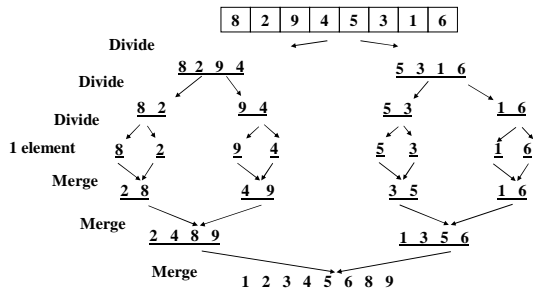 8 2 9 4 5 3 1 6
Divide
8 2 9 4 5 3 1 6
Divide
8 2 9 4 5 3 1 6
Divide
1 element 8 2 9 4 5 3 1 6
Merge
2 8 4 9 3 5 1 6
Merge
2 4 8 9 1 3 5 6
Merge
1 2 3 4 5 6 8 9